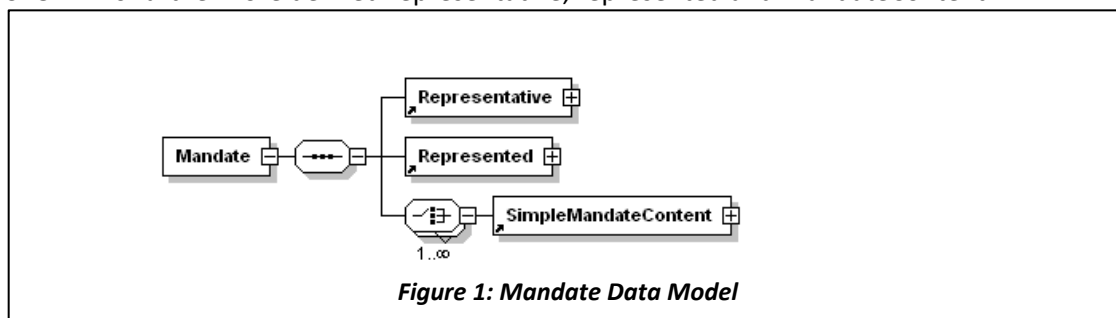 Representative
Mandate
Represented
SimpleMandateContent
1..∞
Figure 1: Mandate Data Model